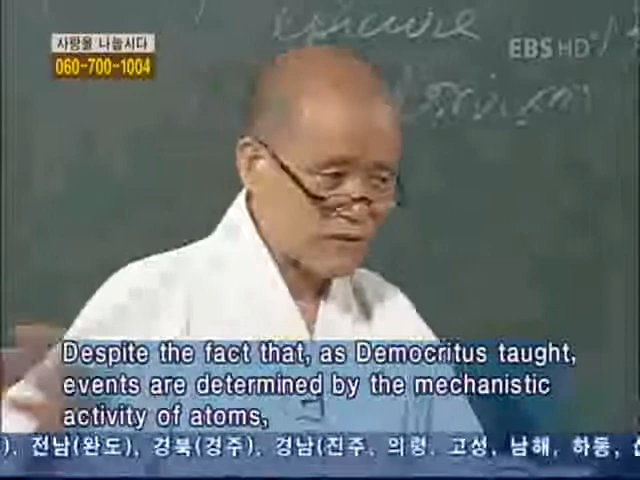 사랑을 나눕시다
060-700-1004
EBS HD
epicure
Despite the fact that, as Democritus taught,
events are determined by the mechanistic
activity of atoms,
), 전남(완도), 경북(경주), 경남(진주, 의령, 고성, 남해, 하동,